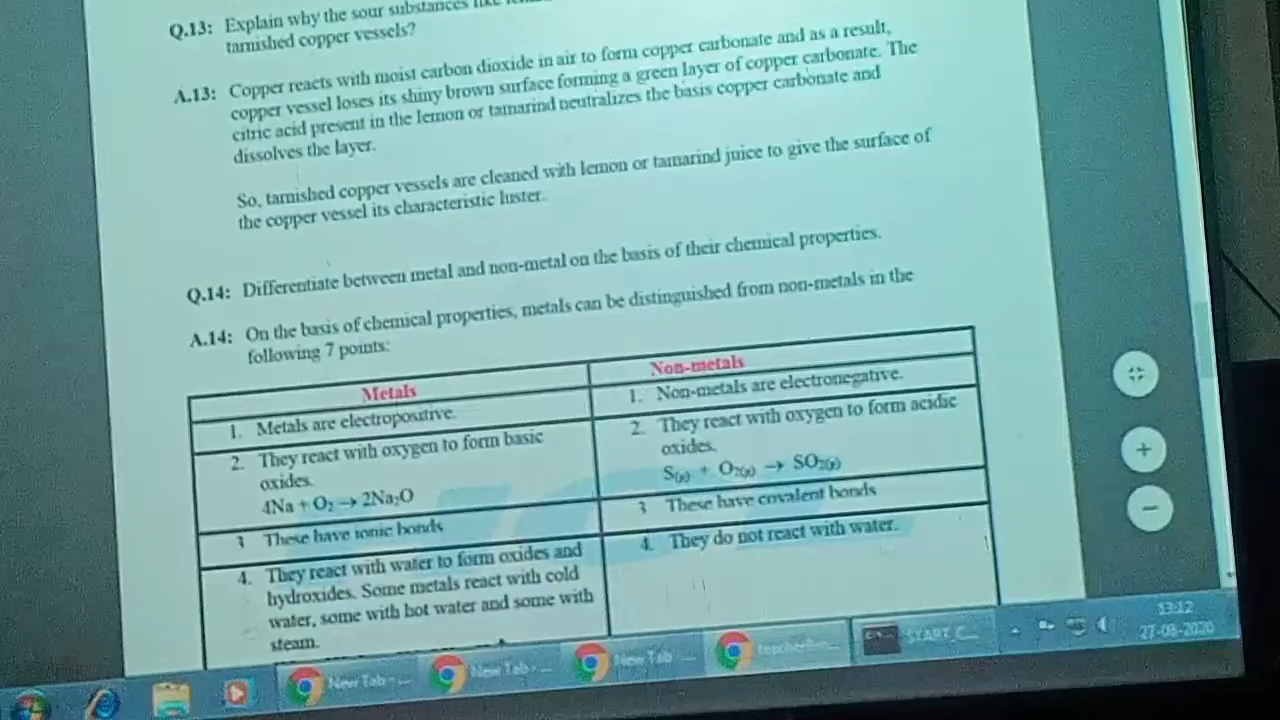 Q.13: Explain why the sour substances like
tarnished copper vessels?
A.13: Copper reacts with moist carbon dioxide in air to form copper carbonate and as a result,
copper vessel loses its shiny brown surface forming a green layer of copper carbonate. The
citric acid present in the lemon or tamarind neutralizes the basis copper carbonate and
dissolves the layer.
So, tarnished copper vessels are cleaned with lemon or tamarind juice to give the surface of
the copper vessel its characteristic luster.
Q.14: Differentiate between metal and non-metal on the basis of their chemical properties.
A.14: On the basis of chemical properties, metals can be distinguished from non-metals in the
following 7 points:
Metals
Non-metals
1. Metals are electropositive.
1. Non-metals are electronegative.
2. They react with oxygen to form basic
oxides.
4Na + O₂ → 2Na₂O
2. They react with oxygen to form acidic
oxides.
S(s) + O2(g) → SO2(g)
3 These have ionic bonds
3 These have covalent bonds
4. They react with water to form oxides and
hydroxides. Some metals react with cold
water, some with hot water and some with
steam.
4. They do not react with water.
New Tab - ...
New Tab - ...
New Tab - ...
START_C...
13:12
27-08-2020